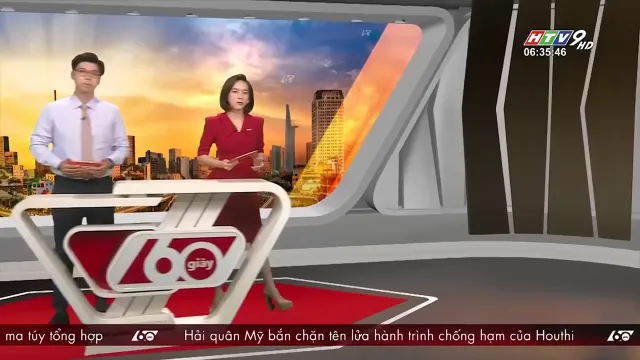 HTV9 HD
06:35:46
60 giây
ma túy tổng hợp 60 Hải quân Mỹ bắn chặn tên lửa hành trình chống hạm của Houthi